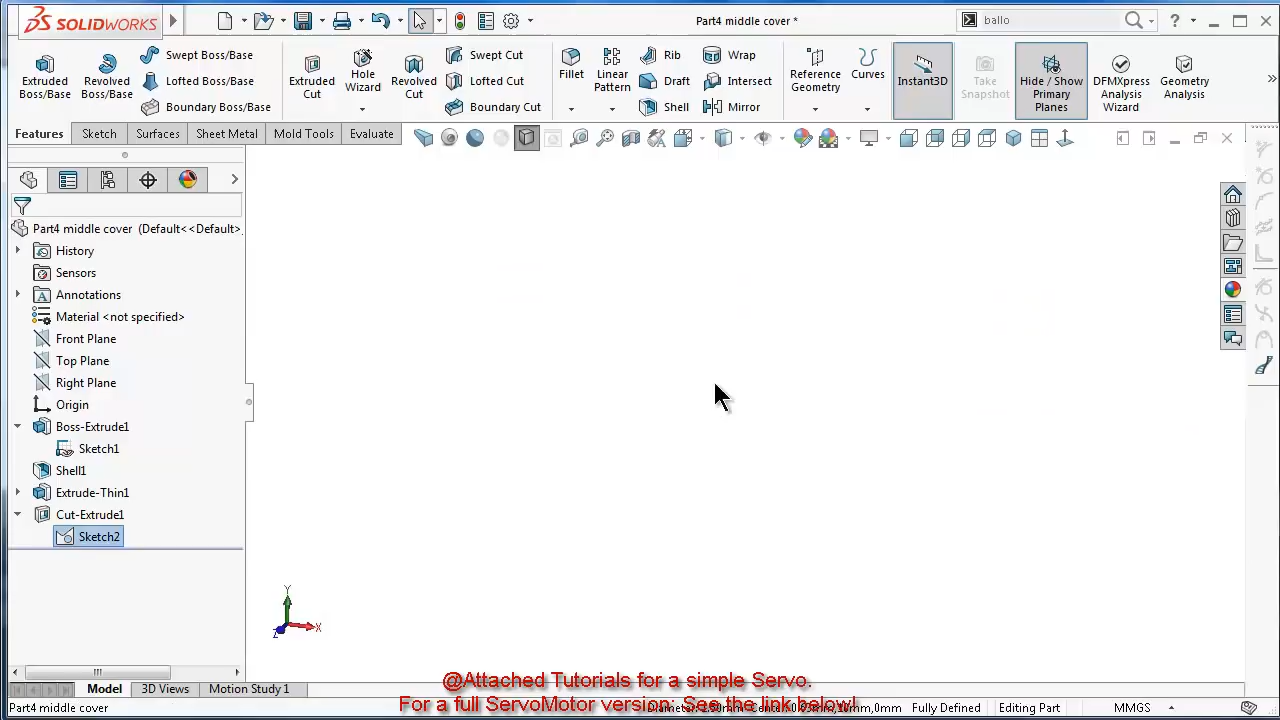 SOLIDWORKS
Part4 middle cover *
ballo
Extruded Boss/Base
Revolved Boss/Base
Swept Boss/Base
Lofted Boss/Base
Boundary Boss/Base
Extruded Cut
Hole Wizard
Revolved Cut
Swept Cut
Lofted Cut
Boundary Cut
Fillet
Linear Pattern
Rib
Draft
Shell
Wrap
Intersect
Mirror
Reference Geometry
Curves
Instant3D
Take Snapshot
Hide / Show Primary Planes
DFMXpress Analysis Wizard
Geometry Analysis
Features
Sketch
Surfaces
Sheet Metal
Mold Tools
Evaluate
Part4 middle cover (Default<<Default>
History
Sensors
Annotations
Material <not specified>
Front Plane
Top Plane
Right Plane
Origin
Boss-Extrude1
Sketch1
Shell1
Extrude-Thin1
Cut-Extrude1
Sketch2
Y
X
Z
@Attached Tutorials for a simple Servo.
Model
3D Views
Motion Study 1
For a full ServoMotor version: See the link below!
Part4 middle cover
Fully Defined
Editing Part
MMGS